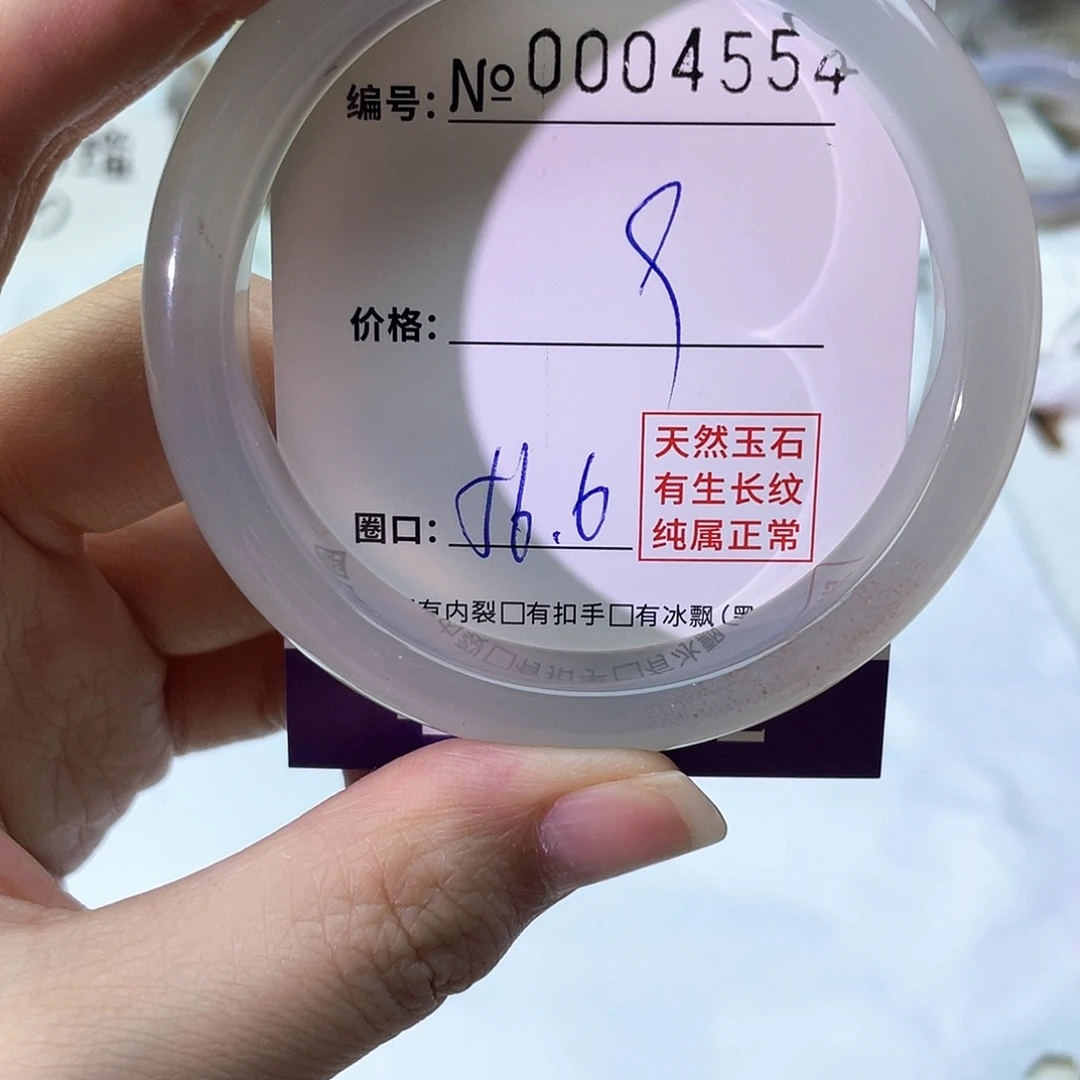 编号: №0004554
价格: 8
圈口: 56.6
天然玉石
有生长纹
纯属正常
有内裂□有扣手□有冰飘(黑